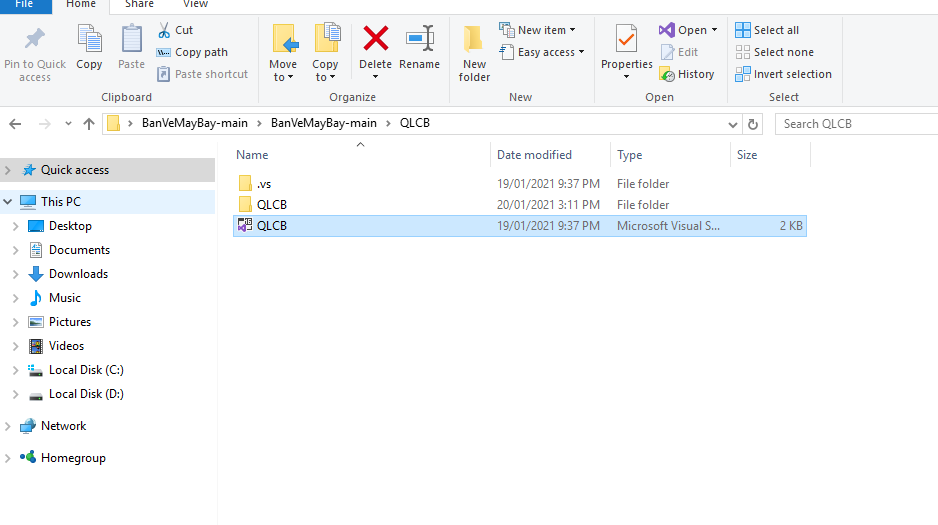 File Home Share View
Pin to Quick access
Copy
Paste
Cut
Copy path
Paste shortcut
Clipboard
Move to
Copy to
Delete
Rename
Organize
New folder
New item
Easy access
New
Properties
Open
Edit
History
Open
Select all
Select none
Invert selection
Select
BanVeMayBay-main BanVeMayBay-main QLCB
Search QLCB
Name Date modified Type Size
Quick access
This PC
Desktop
Documents
Downloads
Music
Pictures
Videos
Local Disk (C:)
Local Disk (D:)
Network
Homegroup
.vs 19/01/2021 9:37 PM File folder
QLCB 20/01/2021 3:11 PM File folder
QLCB 19/01/2021 9:37 PM Microsoft Visual S... 2 KB